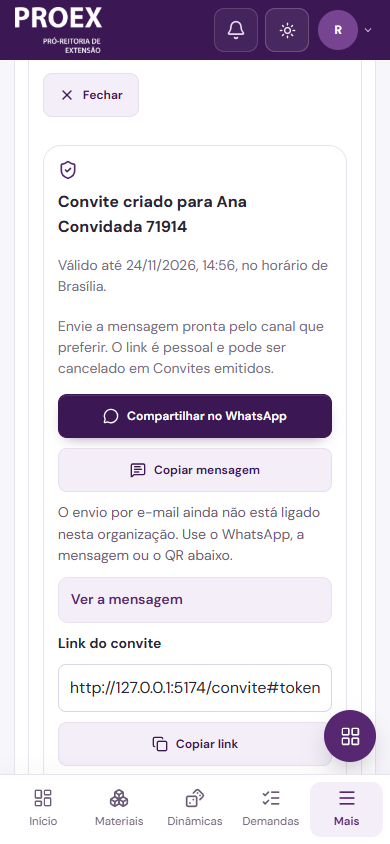 PROEX
PRÓ-REITORIA DE
EXTENSÃO
R
Fechar
Convite criado para Ana
Convidada 71914
Válido até 24/11/2026, 14:56, no horário de
Brasília.
Envie a mensagem pronta pelo canal que
preferir. O link é pessoal e pode ser
cancelado em Convites emitidos.
Compartilhar no WhatsApp
Copiar mensagem
O envio por e-mail ainda não está ligado
nesta organização. Use o WhatsApp, a
mensagem ou o QR abaixo.
Ver a mensagem
Link do convite
http://127.0.0.1:5174/convite#token
Copiar link
Início
Materiais
Dinâmicas
Demandas
Mais